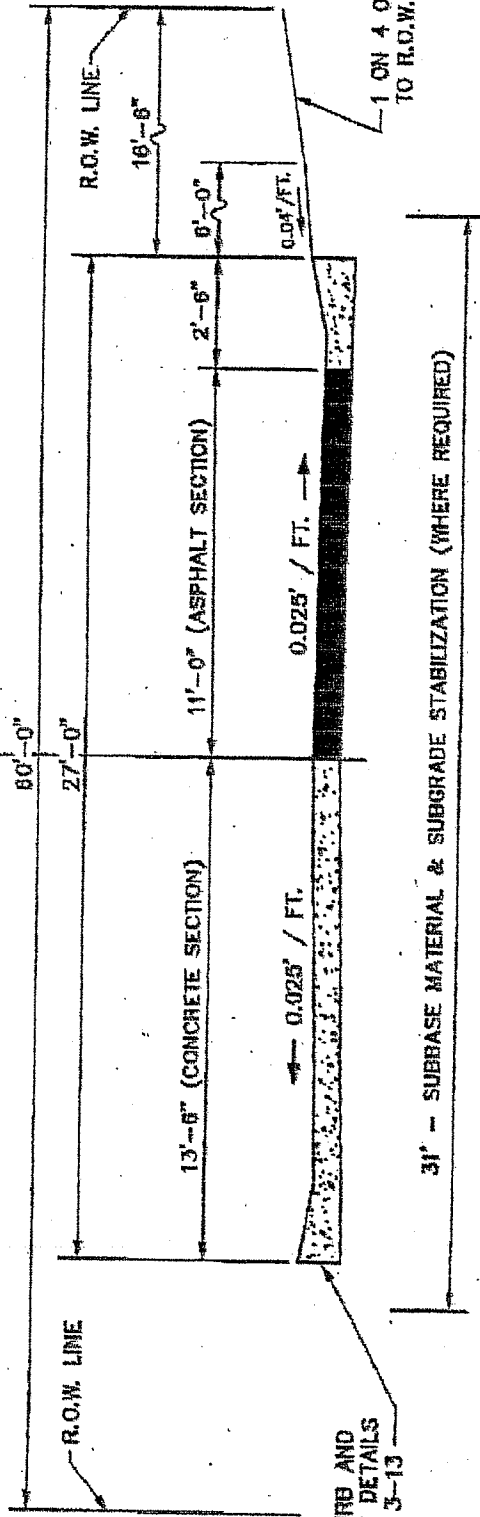 60'-0"
R.O.W. LINE
R.O.W. LINE
27'-0"
16'-6"
13'-6" (CONCRETE SECTION)
11'-0" (ASPHALT SECTION)
2'-6"
6'-0"
0.04'/FT.
0.025' / FT.
0.025' / FT.
1 ON 4 O
TO R.O.W.
RB AND
DETAILS
3-13
31' - SUBBASE MATERIAL & SUBGRADE STABILIZATION (WHERE REQUIRED)